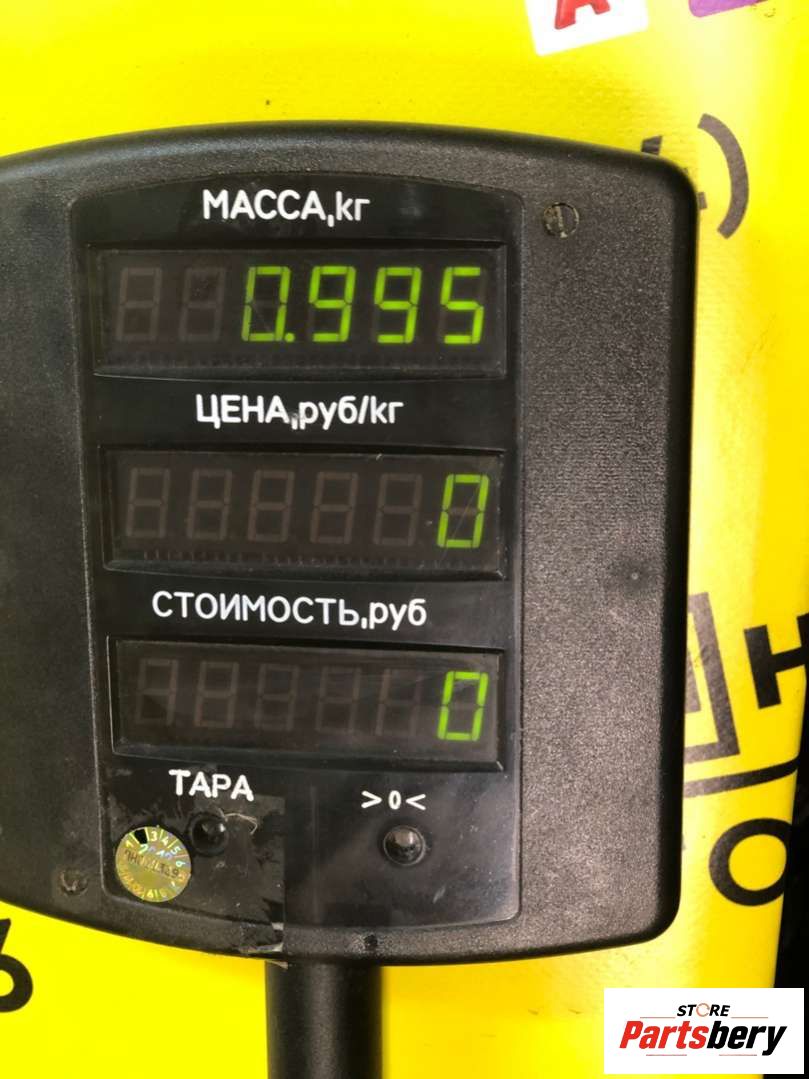 МАССА,кг
0.995
ЦЕНА,руб/кг
0
СТОИМОСТЬ,руб
0
ТАРА
>0<
STORE
Partsbery